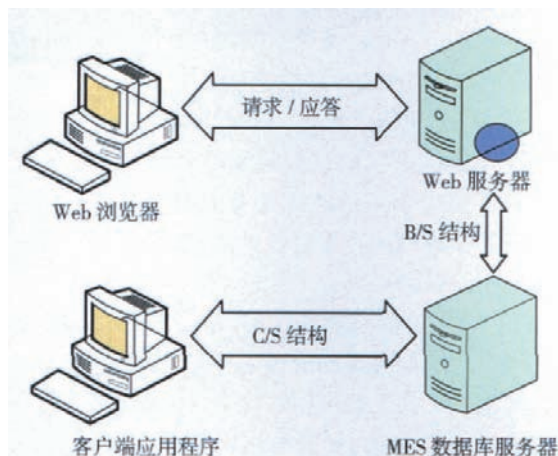 请求 / 应答
Web 浏览器
Web 服务器
B/S 结构
C/S 结构
客户端应用程序
MES 数据库服务器